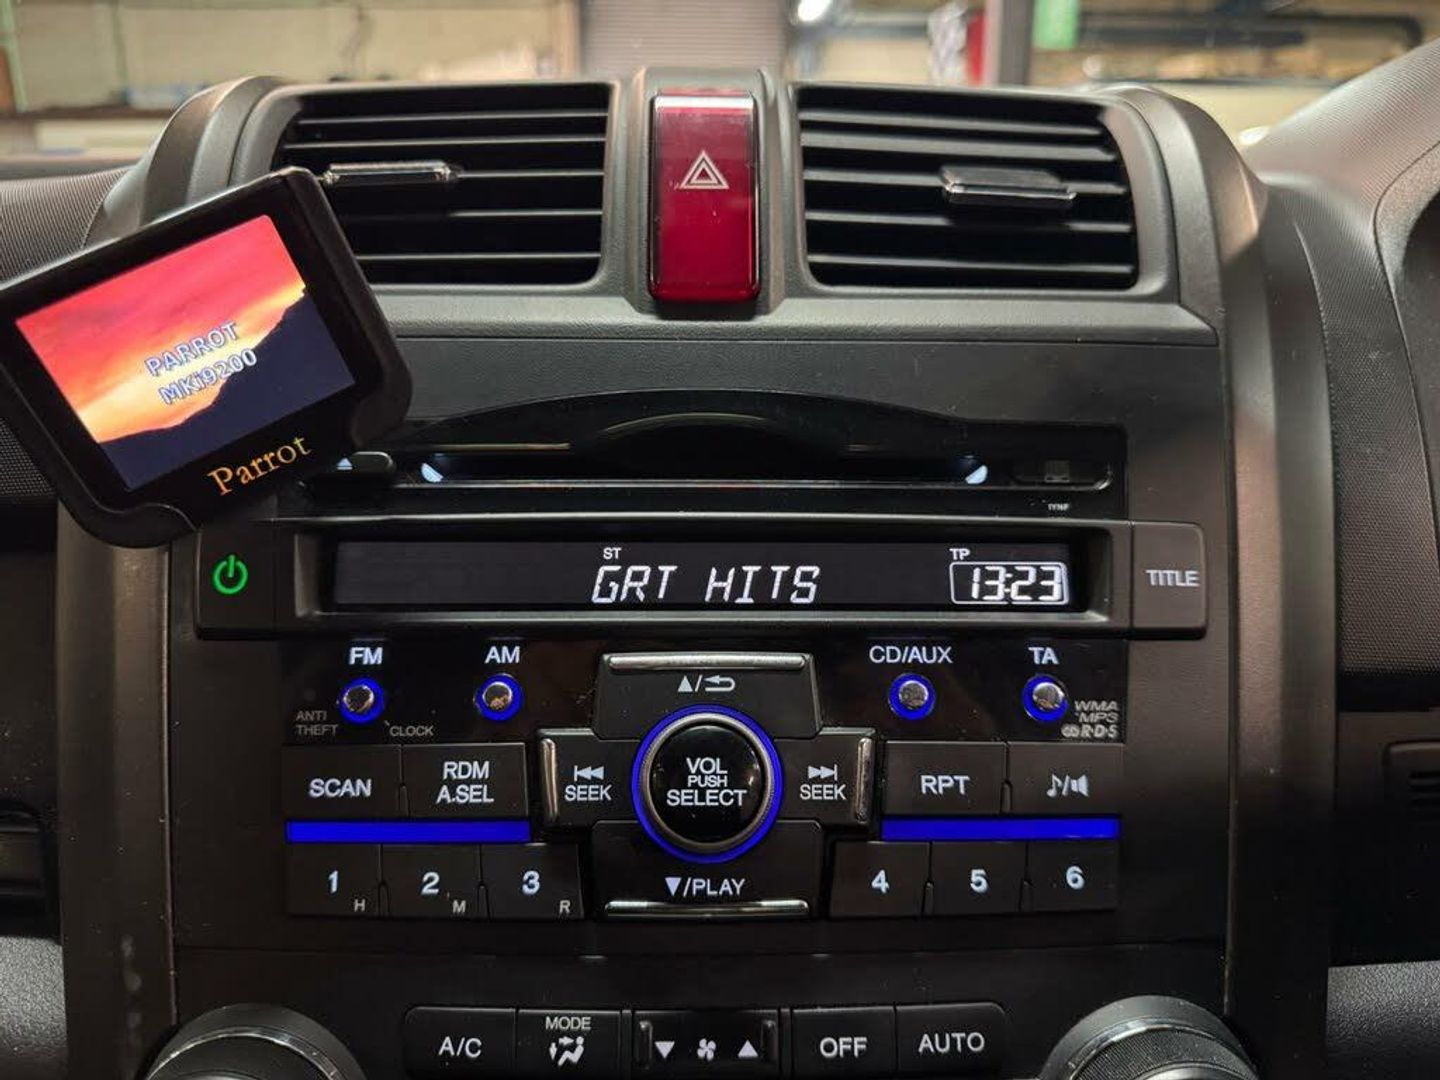 PARROT
MKi9200
Parrot
ST
TP
GRT HITS
13:23
TITLE
FM
AM
CD/AUX
TA
▲/⮌
ANTI
THEFT
CLOCK
WMA
MP3
RDS
SCAN
RDM
A.SEL
SEEK
VOL
PUSH
SELECT
SEEK
RPT
1
H
2
M
3
R
▼/PLAY
4
5
6
A/C
MODE
OFF
AUTO